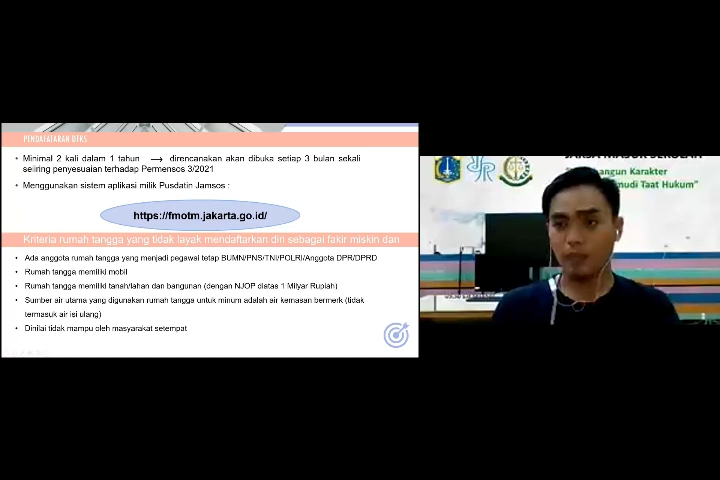 PENDAFATARAN DTKS
• Minimal 2 kali dalam 1 tahun → direncanakan akan dibuka setiap 3 bulan sekali
seiring penyesuaian terhadap Permensos 3/2021
• Menggunakan sistem aplikasi milik Pusdatin Jamsos :
https://fmotm.jakarta.go.id/
Kriteria rumah tangga yang tidak layak mendaftarkan diri sebagai fakir miskin dan
• Ada anggota rumah tangga yang menjadi pegawai tetap BUMN/PNS/TNI/POLRI/Anggota DPR/DPRD
• Rumah tangga memiliki mobil
• Rumah tangga memiliki tanah/lahan dan bangunan (dengan NJOP diatas 1 Milyar Rupiah)
• Sumber air utama yang digunakan rumah tangga untuk minum adalah air kemasan bermerk (tidak
termasuk air isi ulang)
• Dinilai tidak mampu oleh masyarakat setempat
JAKSA MASUK SEKOLAH
angun Karakter
udi Taat Hukum"